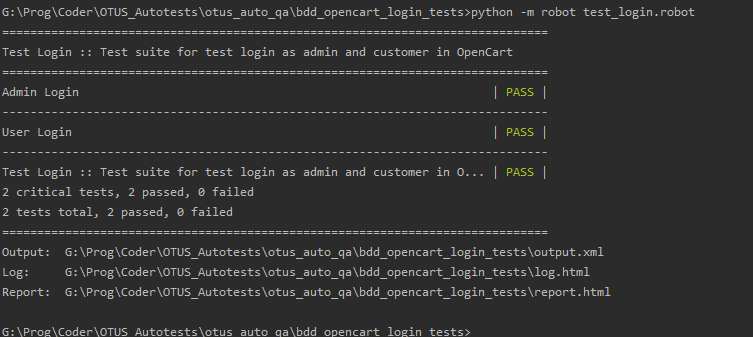 G:\Prog\Coder\OTUS_Autotests\otus_auto_qa\bdd_opencart_login_tests>python -m robot test_login.robot
==============================================================================
Test Login :: Test suite for test login as admin and customer in OpenCart
==============================================================================
Admin Login | PASS |
------------------------------------------------------------------------------
User Login | PASS |
------------------------------------------------------------------------------
Test Login :: Test suite for test login as admin and customer in O... | PASS |
2 critical tests, 2 passed, 0 failed
2 tests total, 2 passed, 0 failed
==============================================================================
Output:  G:\Prog\Coder\OTUS_Autotests\otus_auto_qa\bdd_opencart_login_tests\output.xml
Log:     G:\Prog\Coder\OTUS_Autotests\otus_auto_qa\bdd_opencart_login_tests\log.html
Report:  G:\Prog\Coder\OTUS_Autotests\otus_auto_qa\bdd_opencart_login_tests\report.html
G:\Prog\Coder\OTUS_Autotests\otus_auto_qa\bdd_opencart_login_tests>